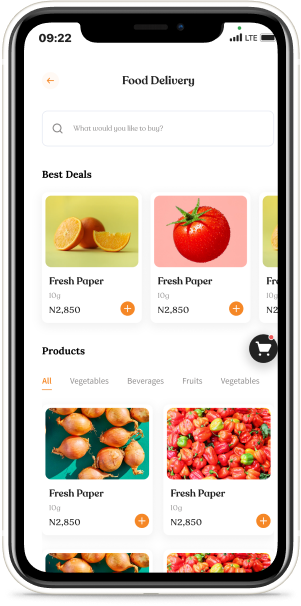 09:22
LTE
Food Delivery
What would you like to buy?
Best Deals
Fresh Paper
10g
N2,850
Fresh Paper
10g
N2,850
Fre
10g
N2
Products
All Vegetables Beverages Fruits Vegetables
Fresh Paper
10g
N2,850
Fresh Paper
10g
N2,850